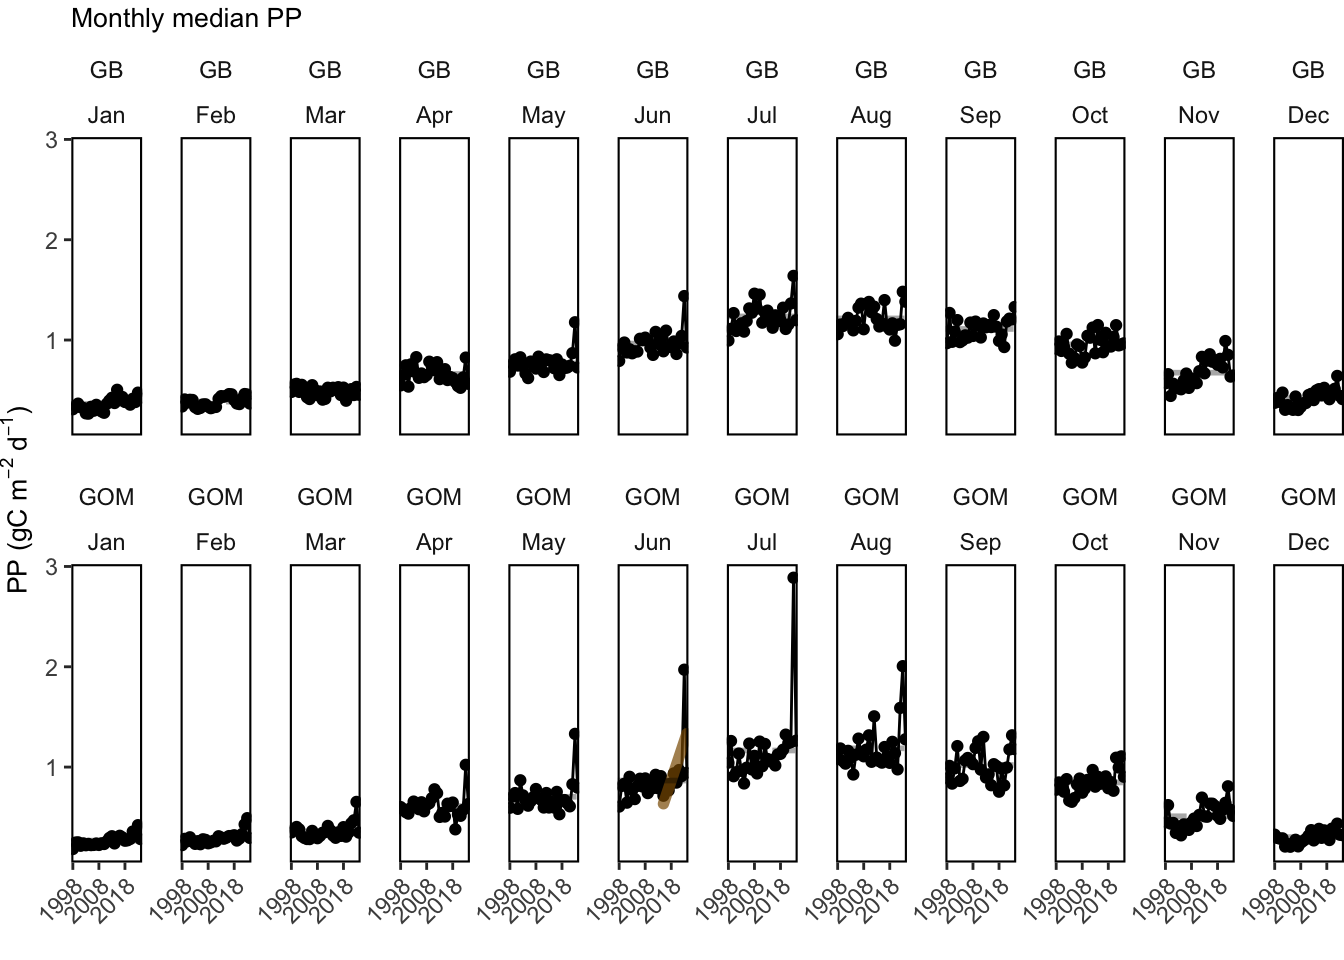 Monthly median PP
GB GB GB GB GB GB GB GB GB GB GB GB
Jan Feb Mar Apr May Jun Jul Aug Sep Oct Nov Dec
3
2
1
PP (gC m⁻² d⁻¹)
GOM GOM GOM GOM GOM GOM GOM GOM GOM GOM GOM GOM
Jan Feb Mar Apr May Jun Jul Aug Sep Oct Nov Dec
3
2
1
1998 2008 2018 1998 2008 2018 1998 2008 2018 1998 2008 2018 1998 2008 2018 1998 2008 2018 1998 2008 2018 1998 2008 2018 1998 2008 2018 1998 2008 2018 1998 2008 2018 1998 2008 2018